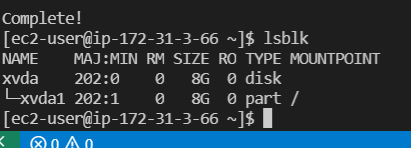 Complete!
[ec2-user@ip-172-31-3-66 ~]$ lsblk
NAME    MAJ:MIN RM SIZE RO TYPE MOUNTPOINT
xvda    202:0    0   8G  0 disk
└─xvda1 202:1    0   8G  0 part /
[ec2-user@ip-172-31-3-66 ~]$
0 0